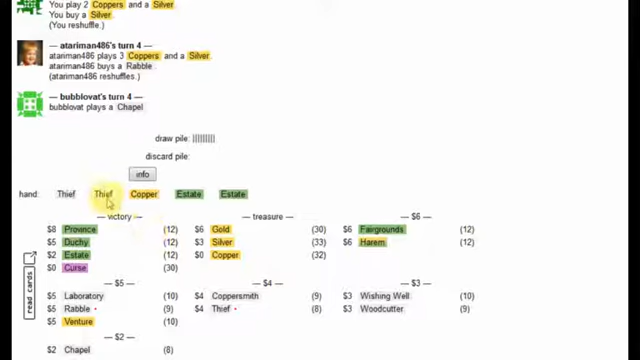 You play 2 Coppers and a Silver.
You buy a Silver.
(You reshuffle.)
— atariman486's turn 4 —
atariman486 plays 3 Coppers and a Silver.
atariman486 buys a Rabble.
(atariman486 reshuffles.)
— bubblovat's turn 4 —
bubblovat plays a Chapel
draw pile: ||||||||||
discard pile:
info
hand: Thief Thief Copper Estate Estate
— victory — — treasure — — $6 —
$8 Province (12) $6 Gold (30) $6 Fairgrounds (12)
$5 Duchy (12) $3 Silver (33) $6 Harem (12)
$2 Estate (12) $0 Copper (32)
$0 Curse (30)
read cards
— $5 — — $4 — — $3 —
$5 Laboratory (10) $4 Coppersmith (9) $3 Wishing Well (10)
$5 Rabble • (9) $4 Thief • (8) $3 Woodcutter (9)
$5 Venture (10)
— $2 —
$2 Chapel (8)